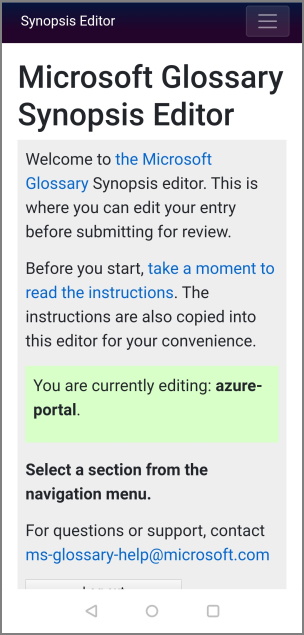 Synopsis Editor
Microsoft Glossary
Synopsis Editor
Welcome to the Microsoft
Glossary Synopsis editor. This is
where you can edit your entry
before submitting for review.
Before you start, take a moment to
read the instructions. The
instructions are also copied into
this editor for your convenience.
You are currently editing: azure-
portal.
Select a section from the
navigation menu.
For questions or support, contact
ms-glossary-help@microsoft.com